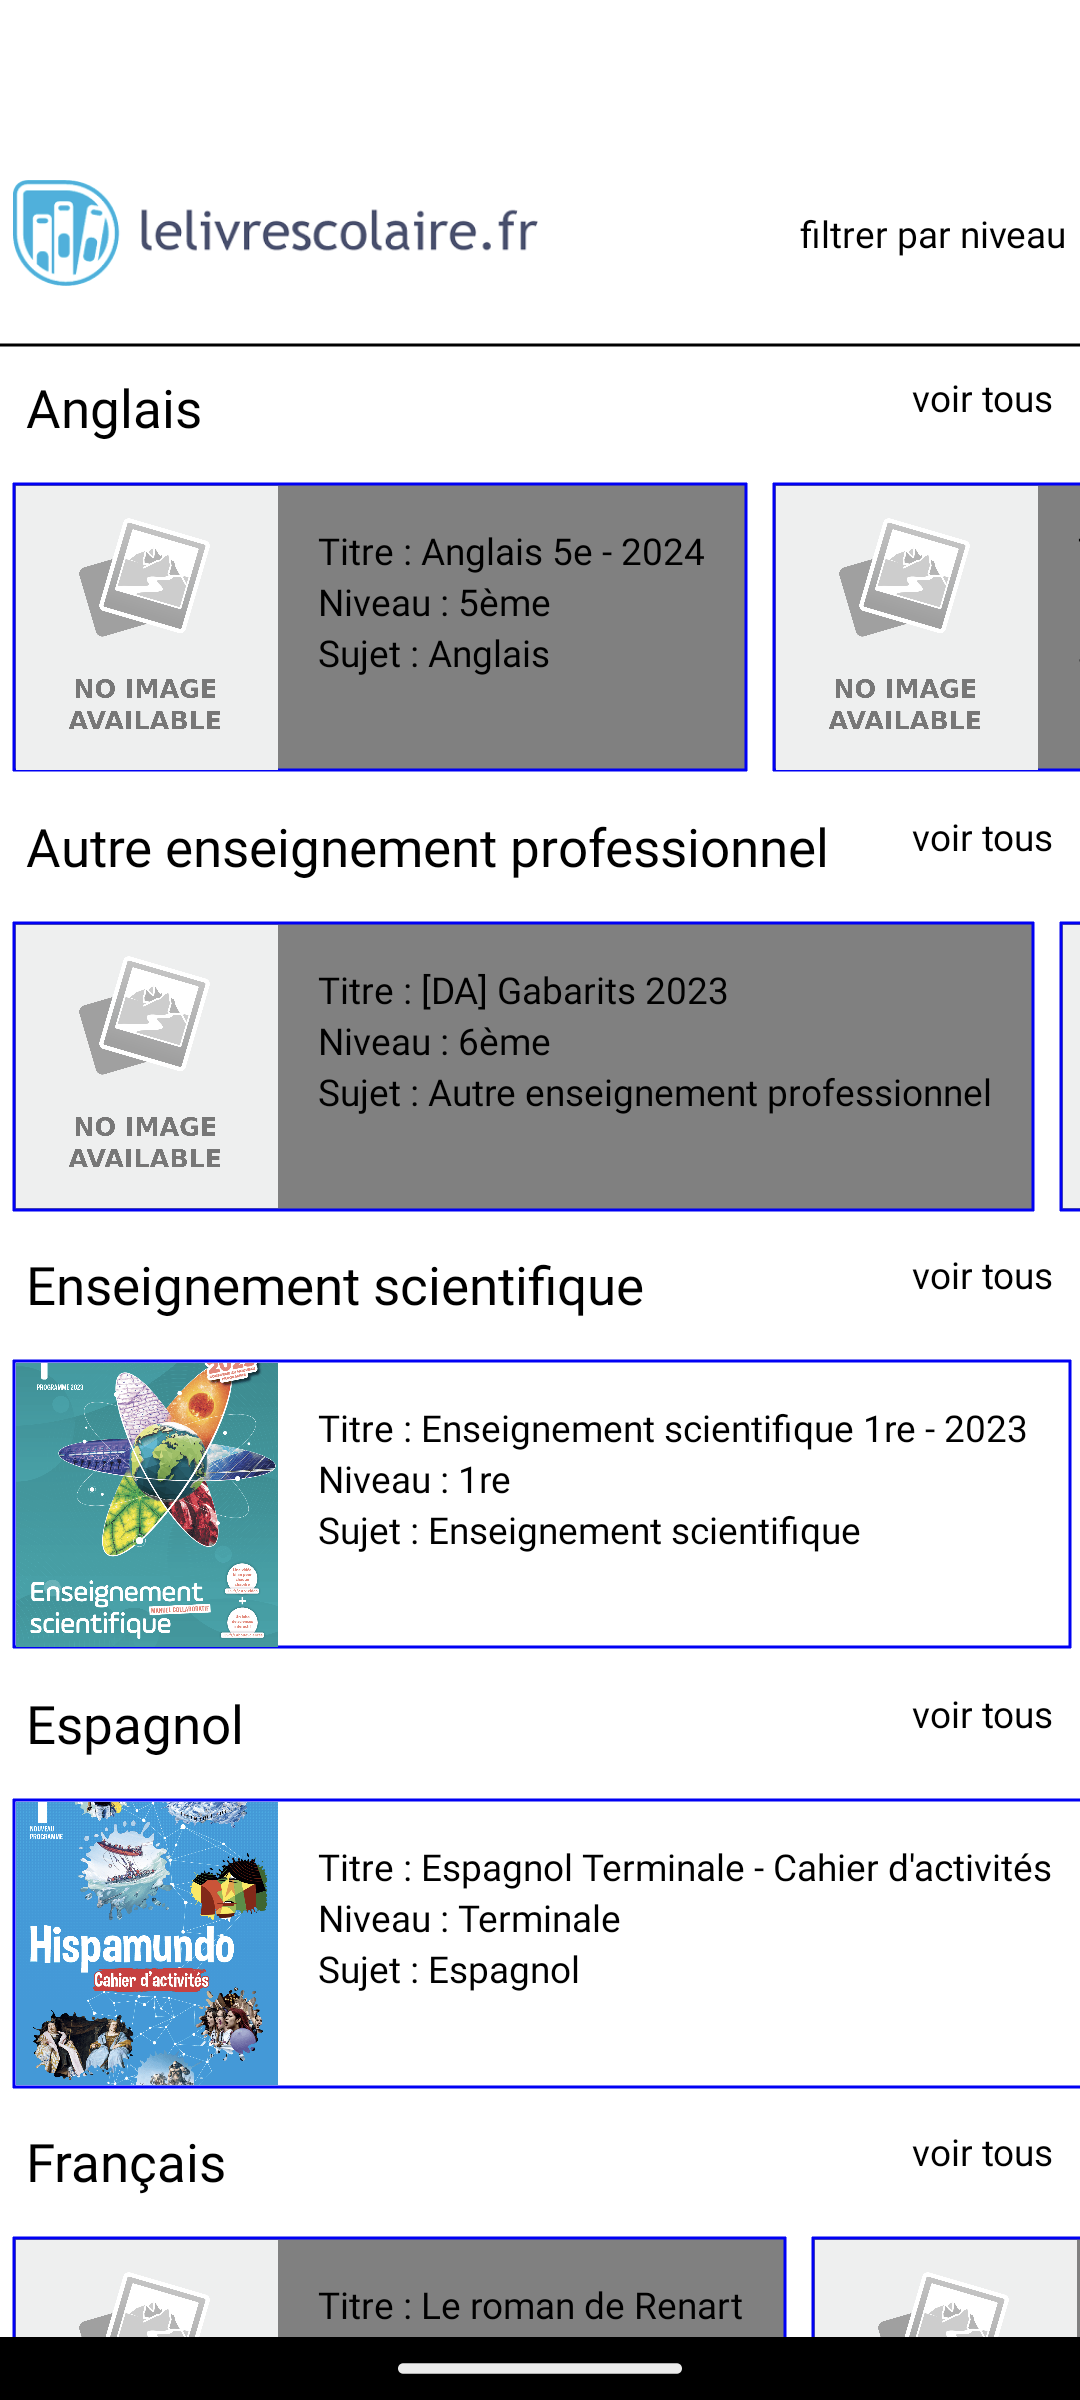 lelivrescolaire.fr
filtrer par niveau
Anglais
voir tous
NO IMAGE
AVAILABLE
Titre : Anglais 5e - 2024
Niveau : 5ème
Sujet : Anglais
NO IMAGE
AVAILABLE
Autre enseignement professionnel
voir tous
NO IMAGE
AVAILABLE
Titre : [DA] Gabarits 2023
Niveau : 6ème
Sujet : Autre enseignement professionnel
Enseignement scientifique
voir tous
PROGRAMME 2023
Enseignement
scientifique
MANUEL COLLABORATIF
Titre : Enseignement scientifique 1re - 2023
Niveau : 1re
Sujet : Enseignement scientifique
Espagnol
voir tous
NOUVEAU
PROGRAMME
Hispamundo
Cahier d'activités
Titre : Espagnol Terminale - Cahier d'activités
Niveau : Terminale
Sujet : Espagnol
Français
voir tous
Titre : Le roman de Renart